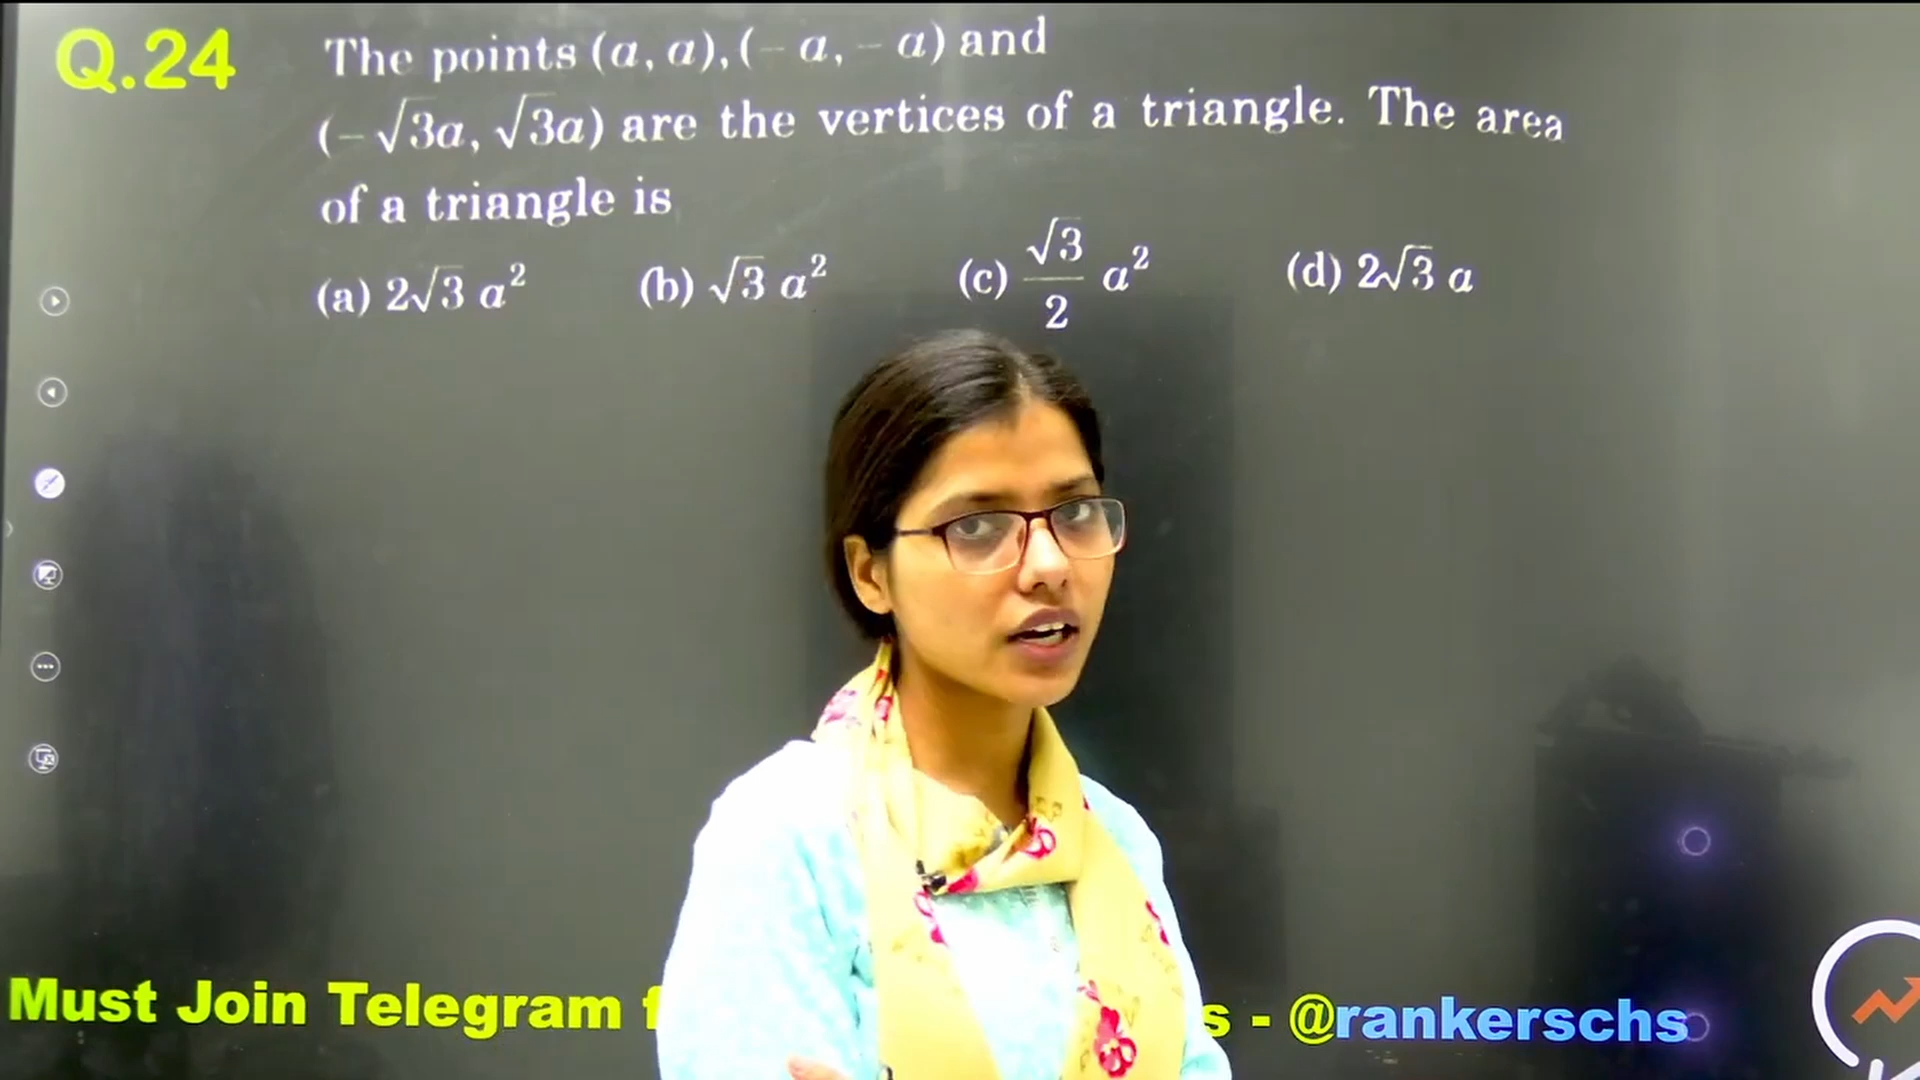 Q.24 The points (a, a), (− a, − a) and
(−√3a, √3a) are the vertices of a triangle. The area
of a triangle is
(a) 2√3 a² (b) √3 a² (c) √3/2 a² (d) 2√3 a
Must Join Telegram s - @rankerschs